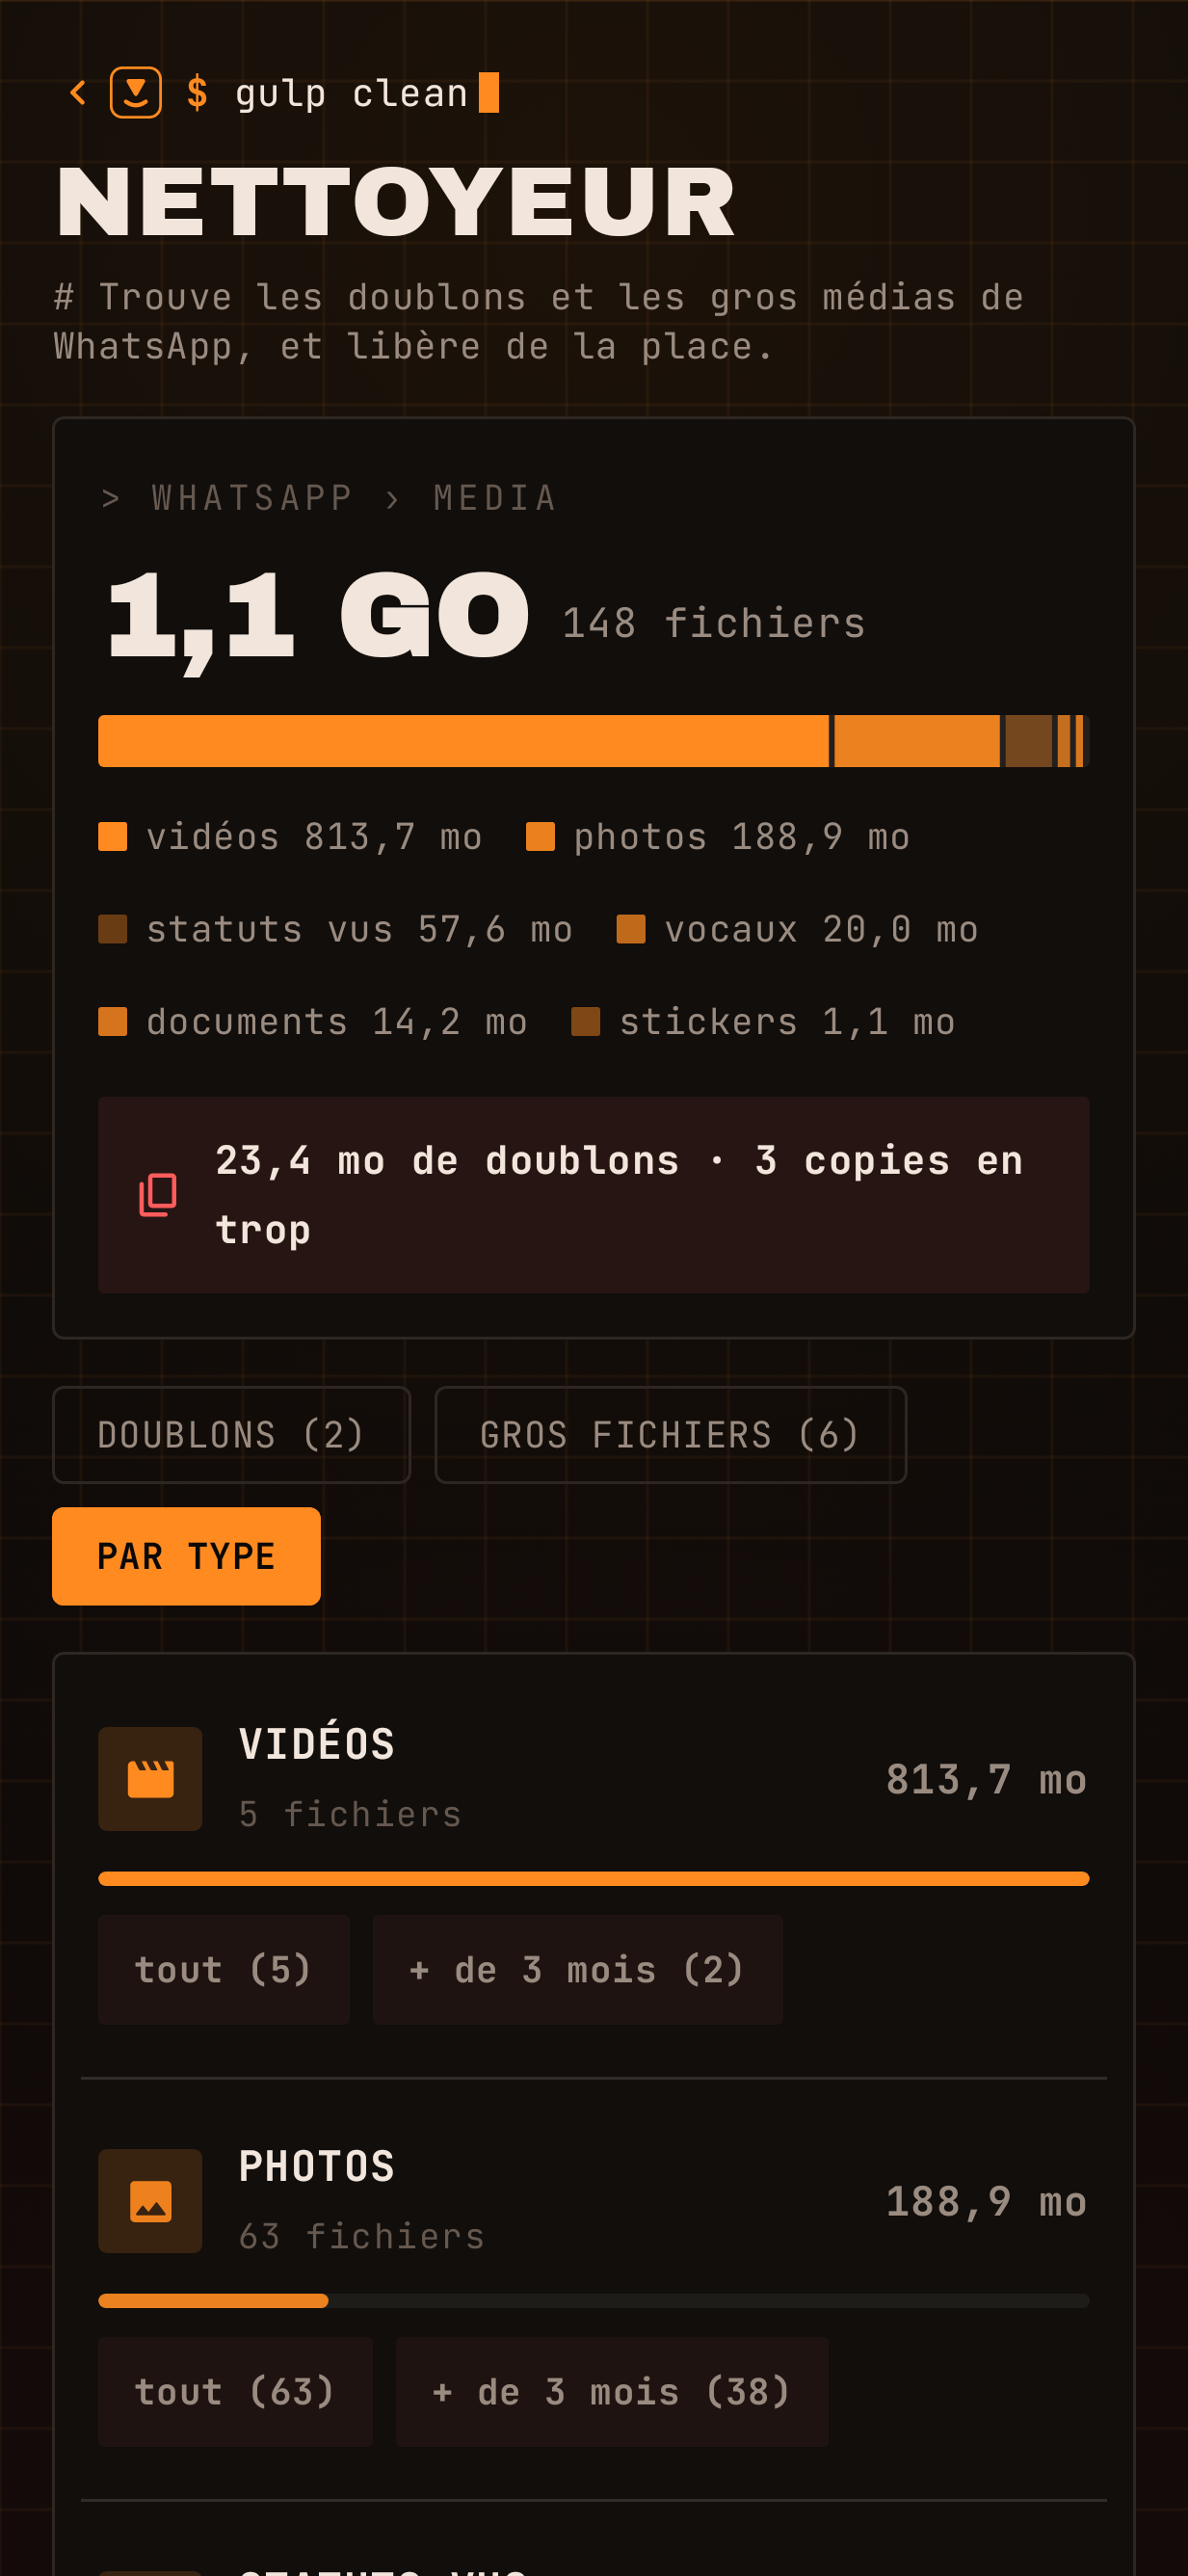 $ gulp clean
NETTOYEUR
# Trouve les doublons et les gros médias de
WhatsApp, et libère de la place.
> WHATSAPP › MEDIA
1,1 GO 148 fichiers
vidéos 813,7 mo photos 188,9 mo
statuts vus 57,6 mo vocaux 20,0 mo
documents 14,2 mo stickers 1,1 mo
23,4 mo de doublons · 3 copies en
trop
DOUBLONS (2) GROS FICHIERS (6)
PAR TYPE
VIDÉOS
813,7 mo
5 fichiers
tout (5) + de 3 mois (2)
PHOTOS
188,9 mo
63 fichiers
tout (63) + de 3 mois (38)